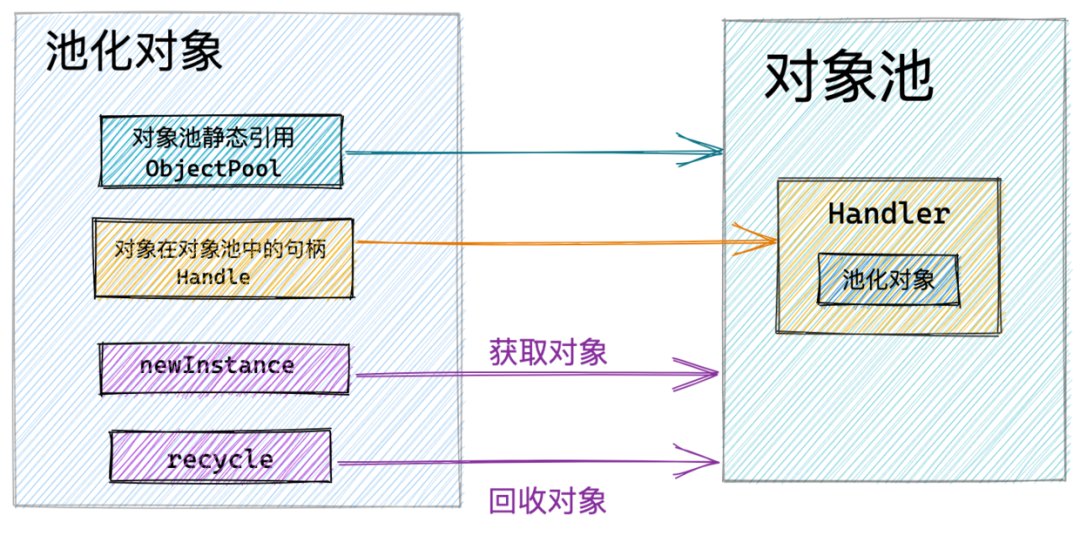 池化对象
对象池静态引用
ObjectPool
对象在对象池中的句柄
Handle
newInstance
recycle
获取对象
回收对象
对象池
Handler
池化对象